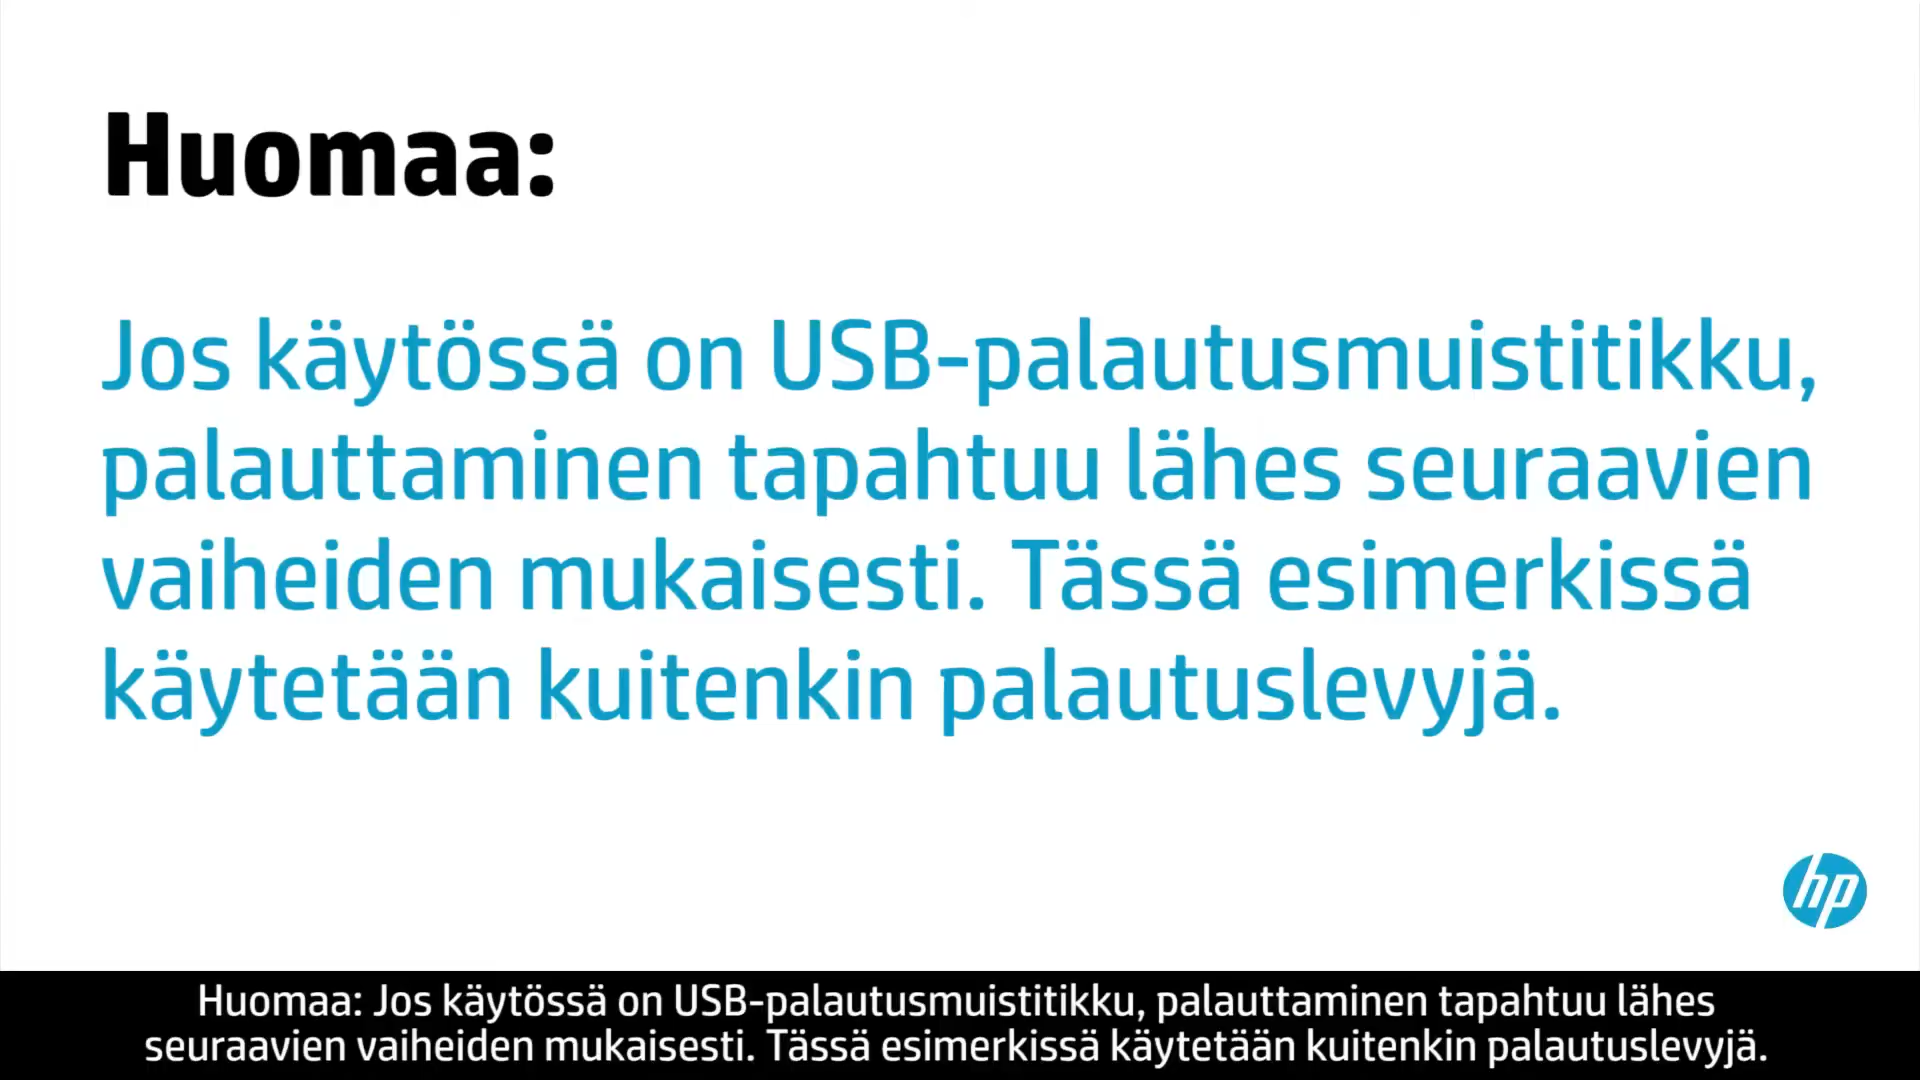 Huomaa:
Jos käytössä on USB-palautusmuistitikku,
palauttaminen tapahtuu lähes seuraavien
vaiheiden mukaisesti. Tässä esimerkissä
käytetään kuitenkin palautuslevyjä.
hp
Huomaa: Jos käytössä on USB-palautusmuistitikku, palauttaminen tapahtuu lähes
seuraavien vaiheiden mukaisesti. Tässä esimerkissä käytetään kuitenkin palautuslevyjä.